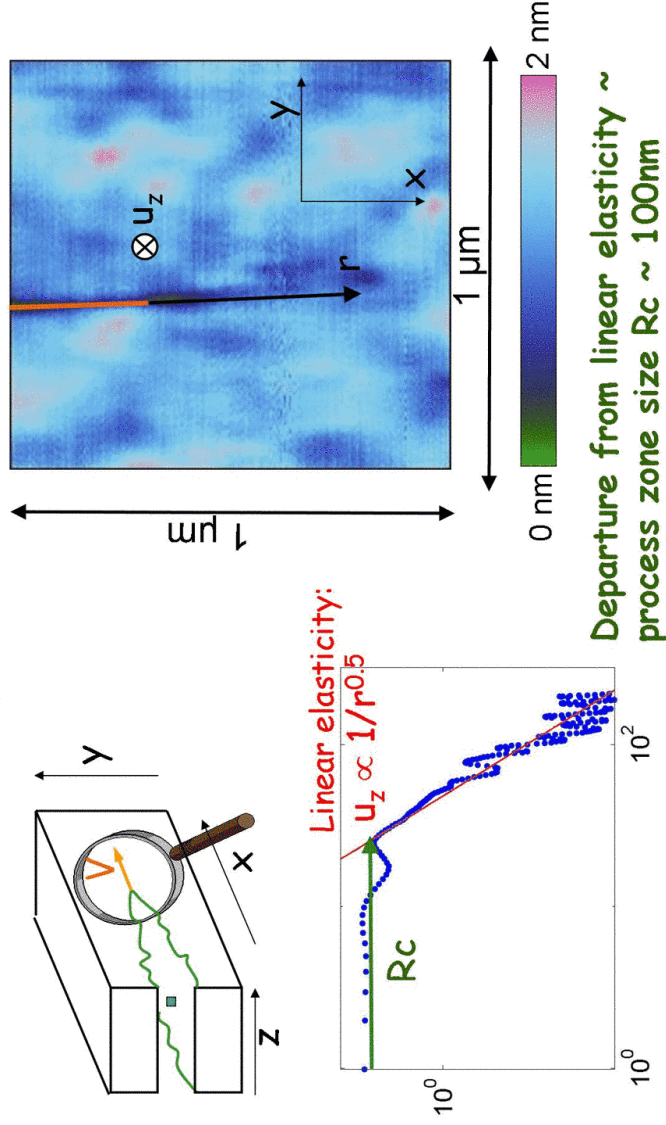 Y
V
X
Z
Linear elasticity:
u_z ∝ 1/r^0.5
Rc
10^0
10^0
10^2
1 µm
u_z
r
Y
X
1 µm
0 nm
2 nm
Departure from linear elasticity ~
process zone size Rc ~ 100nm